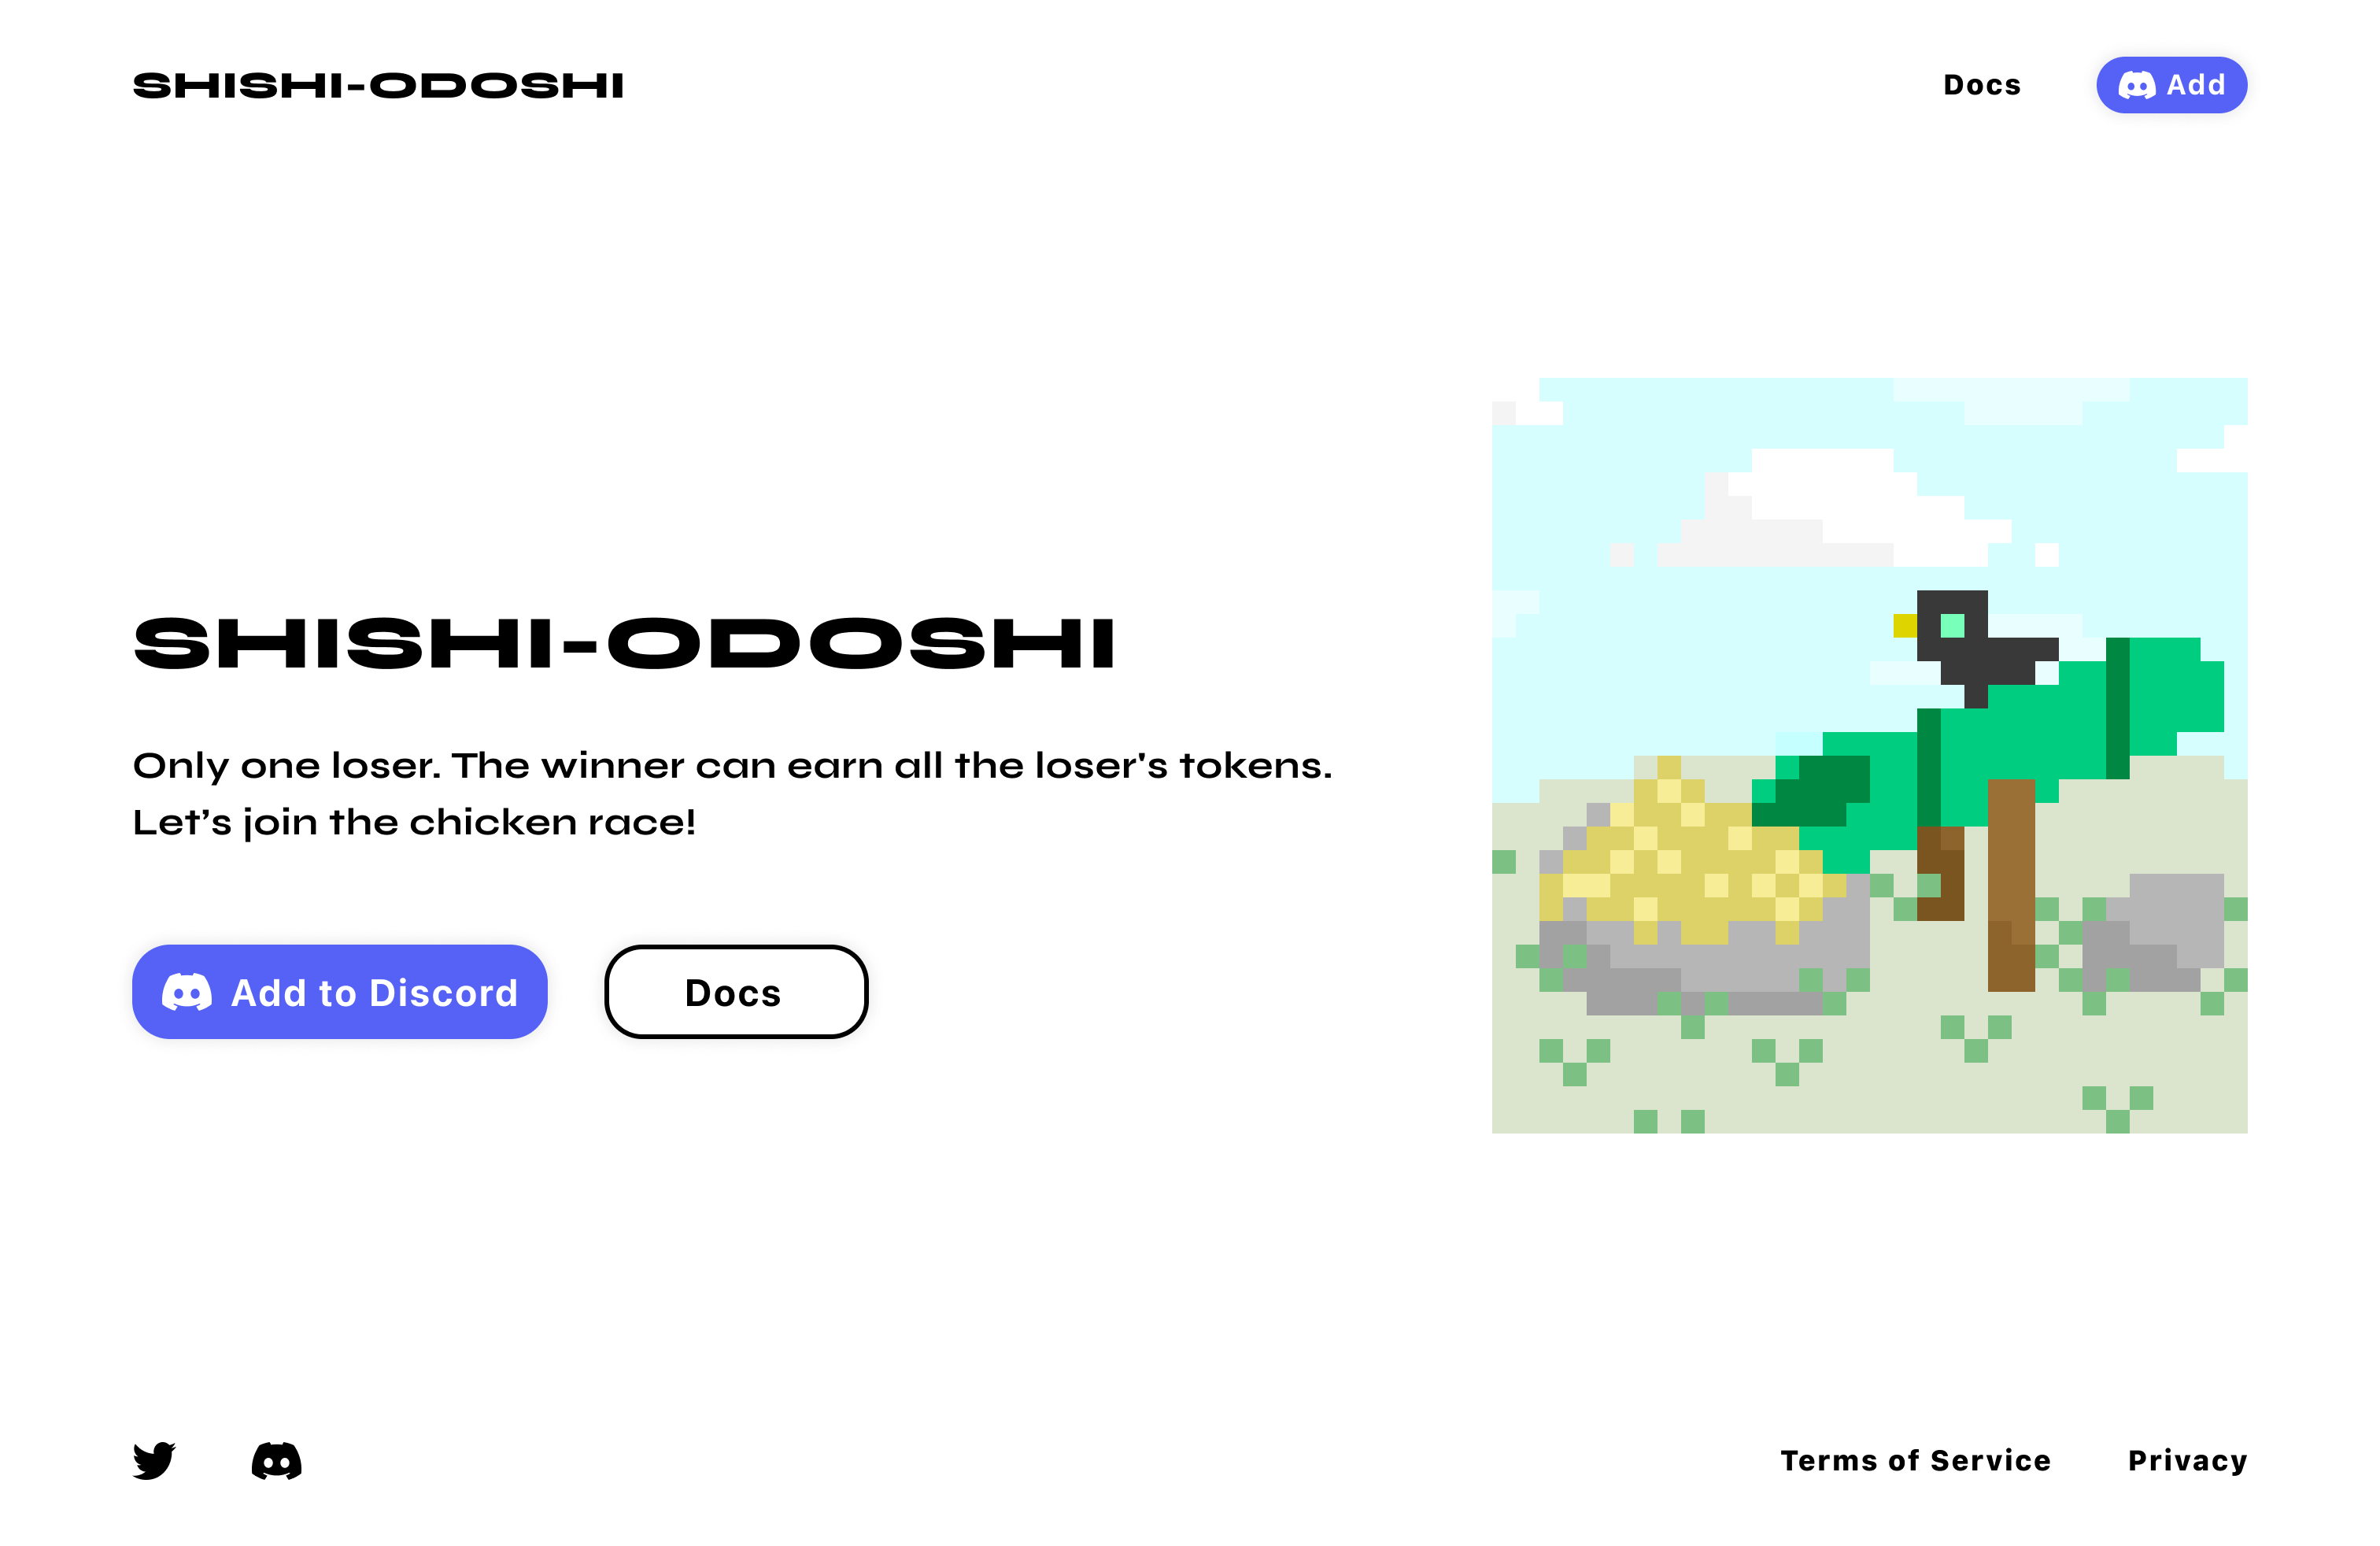 SHISHI-ODOSHI
Docs
Add
SHISHI-ODOSHI
Only one loser. The winner can earn all the loser's tokens.
Let's join the chicken race!
Add to Discord
Docs
Terms of Service
Privacy